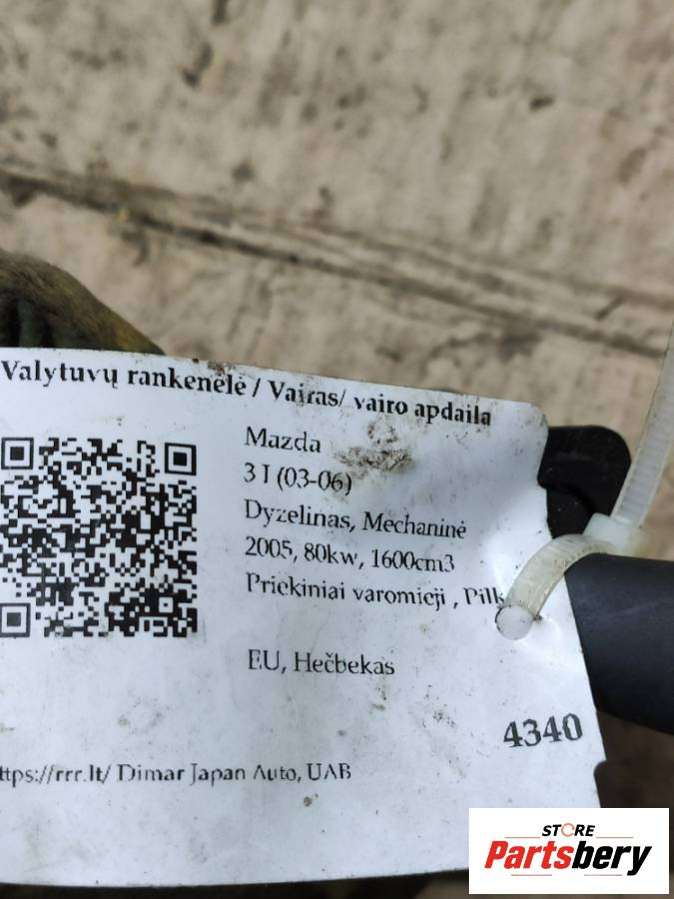 Valytuvų rankenėlė / Vairas/ vairo apdaila
Mazda
3 I (03-06)
Dyzelinas, Mechaninė
2005, 80kw, 1600cm3
Priekiniai varomieji , Pilk
EU, Hečbekas
4340
ttps://rrr.lt/ Dimar Japan Auto, UAB
STORE
Partsbery